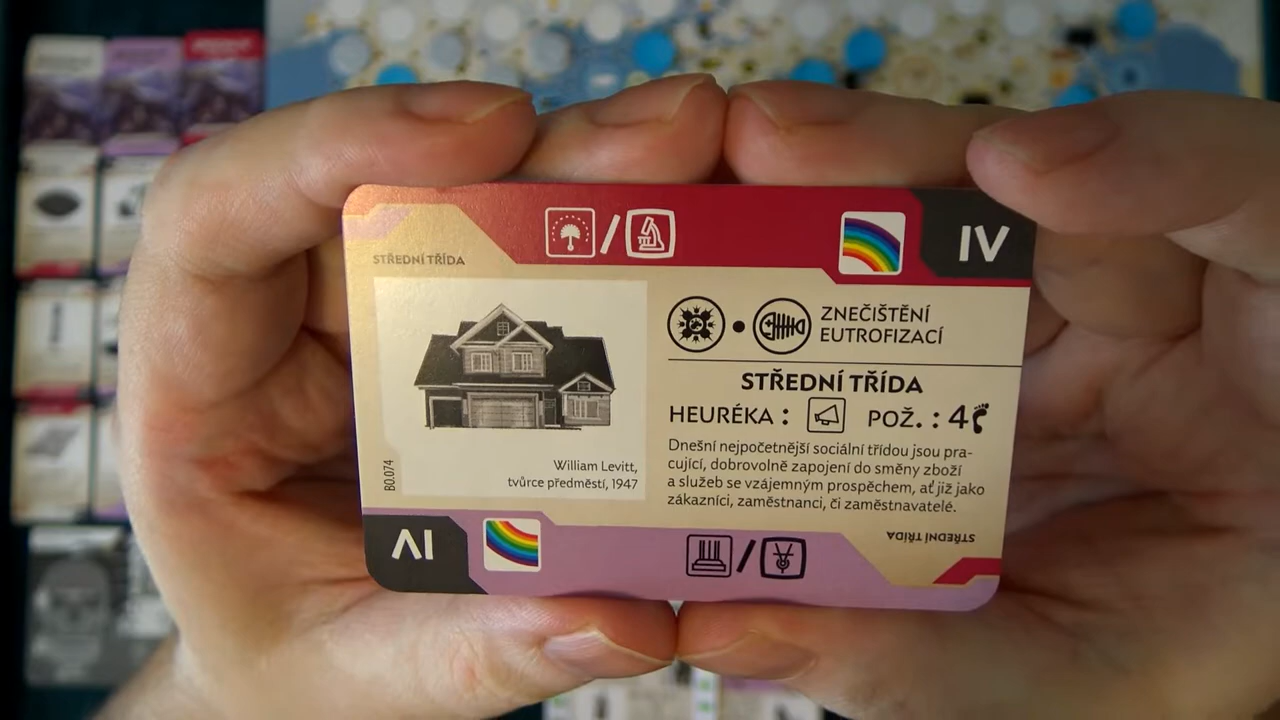 IV
STŘEDNÍ TŘÍDA
ZNEČIŠTĚNÍ
EUTROFIZACÍ
STŘEDNÍ TŘÍDA
HEURÉKA : POŽ. : 4
Dnešní nejpočetnější sociální třídou jsou pra-
cující, dobrovolně zapojení do směny zboží
a služeb se vzájemným prospěchem, ať již jako
zákazníci, zaměstnanci, či zaměstnavatelé.
William Levitt,
tvůrce předměstí, 1947
B0.074
STŘEDNÍ TŘÍDA
IV